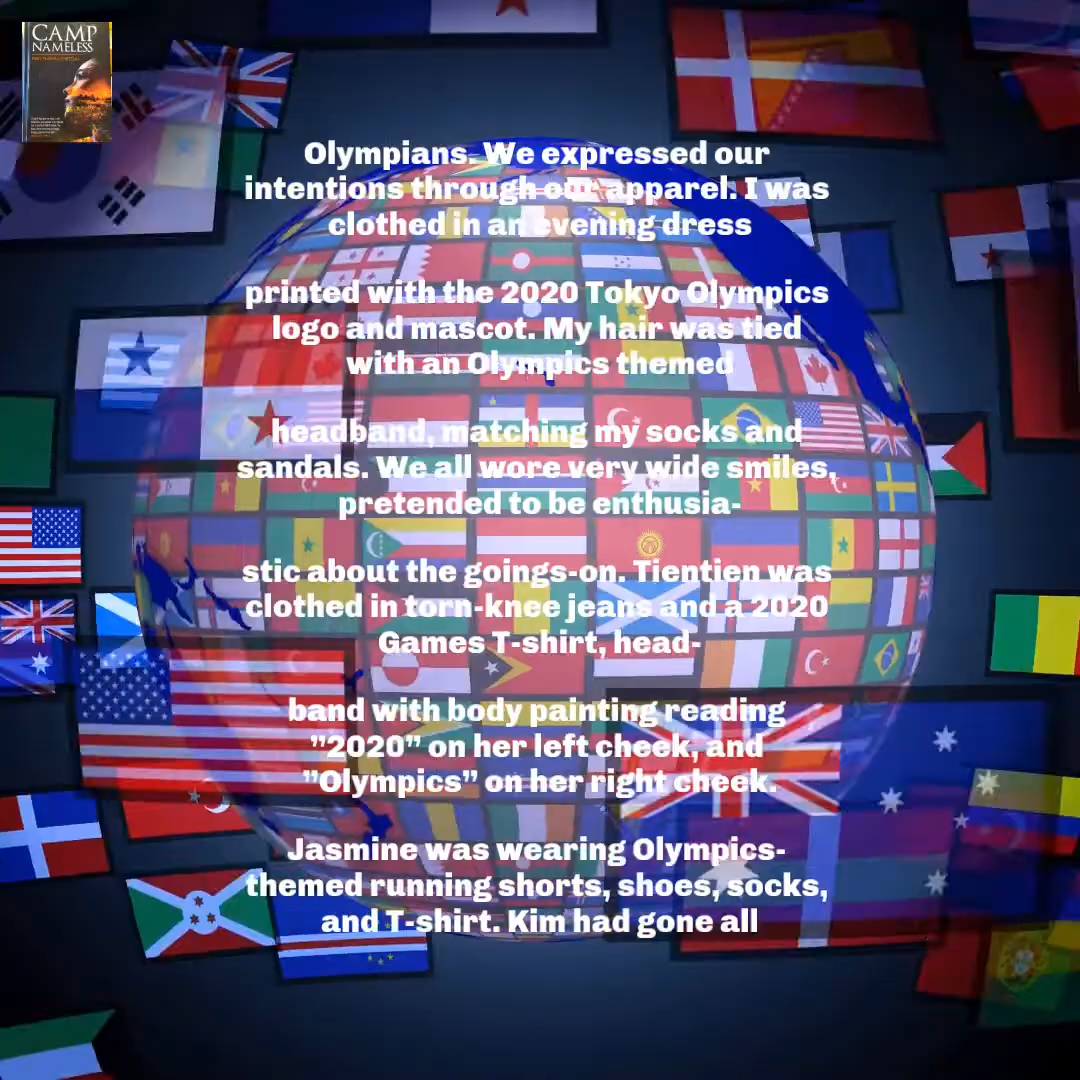 CAMP
NAMELESS
Olympians. We expressed our
intentions through our apparel. I was
clothed in an evening dress
printed with the 2020 Tokyo Olympics
logo and mascot. My hair was tied
with an Olympics themed
headband, matching my socks and
sandals. We all wore very wide smiles,
pretended to be enthusia-
stic about the goings-on. Tientien was
clothed in torn-knee jeans and a 2020
Games T-shirt, head-
band with body painting reading
”2020” on her left cheek, and
”Olympics” on her right cheek.
Jasmine was wearing Olympics-
themed running shorts, shoes, socks,
and T-shirt. Kim had gone all